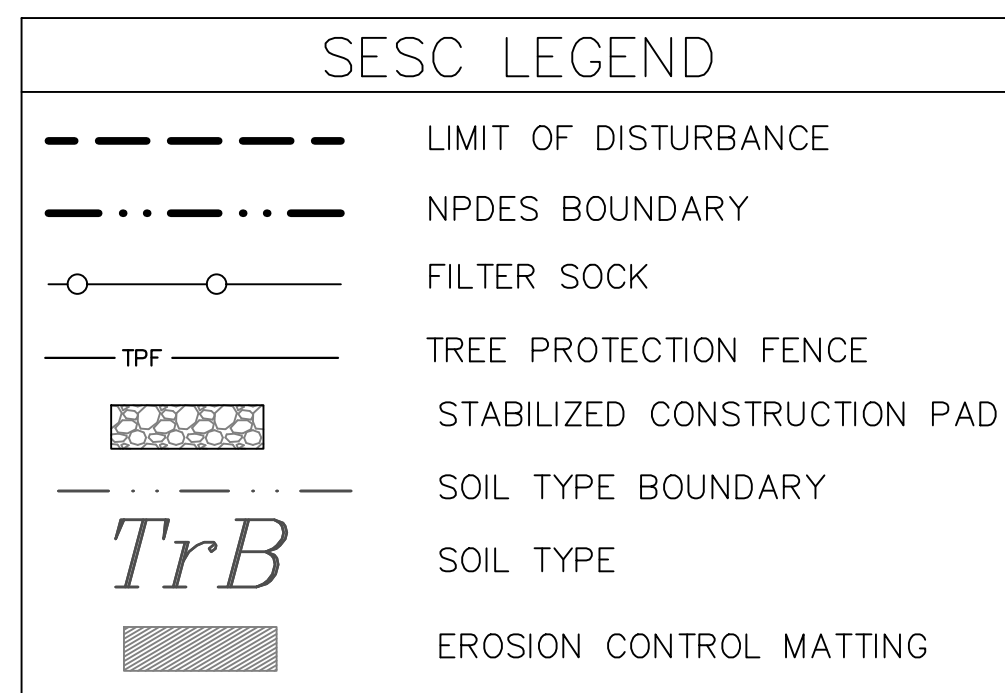 SESC LEGEND
LIMIT OF DISTURBANCE
NPDES BOUNDARY
FILTER SOCK
TPF TREE PROTECTION FENCE
STABILIZED CONSTRUCTION PAD
SOIL TYPE BOUNDARY
TrB SOIL TYPE
EROSION CONTROL MATTING